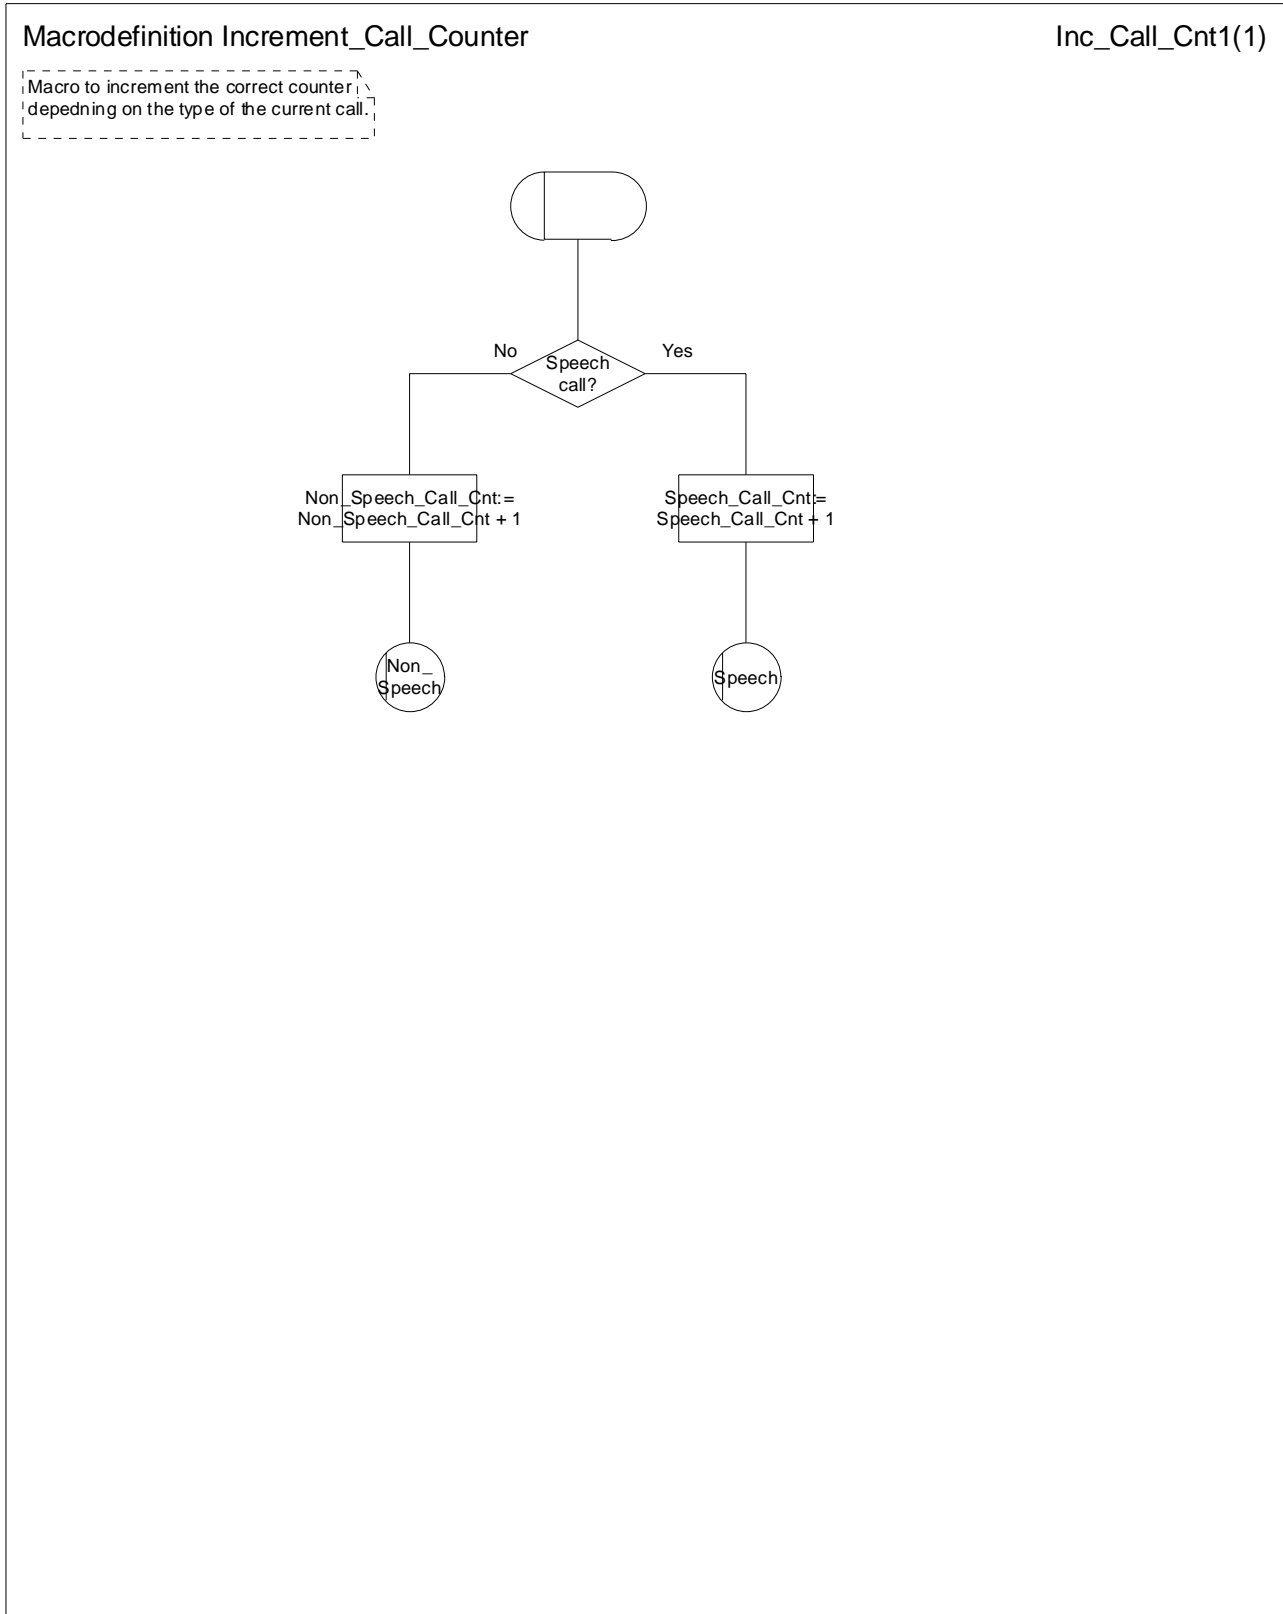 Macrodefinition Increment_Call_Counter
Inc_Call_Cnt1(1)
Macro to increment the correct counter
depedning on the type of the current call.
No
Yes
Speech
call?
Non_Speech_Call_Cnt:=
Non_Speech_Call_Cnt + 1
Speech_Call_Cnt:=
Speech_Call_Cnt + 1
Non_
Speech
Speech